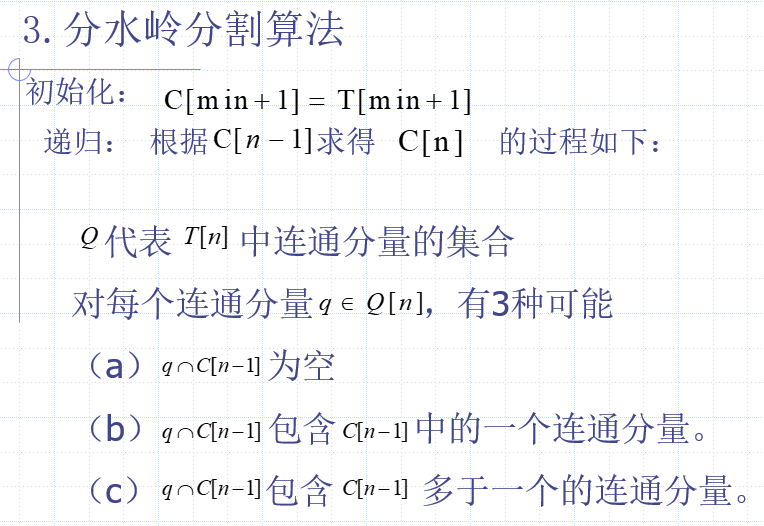 3. 分水岭分割算法
初始化： C[min+1] = T[min+1]
递归： 根据C[n−1]求得 C[n] 的过程如下：
Q代表 T[n] 中连通分量的集合
对每个连通分量q ∈ Q[n]，有3种可能
（a）q∩C[n−1]为空
（b）q∩C[n−1]包含C[n−1]中的一个连通分量。
（c）q∩C[n−1]包含 C[n−1] 多于一个的连通分量。